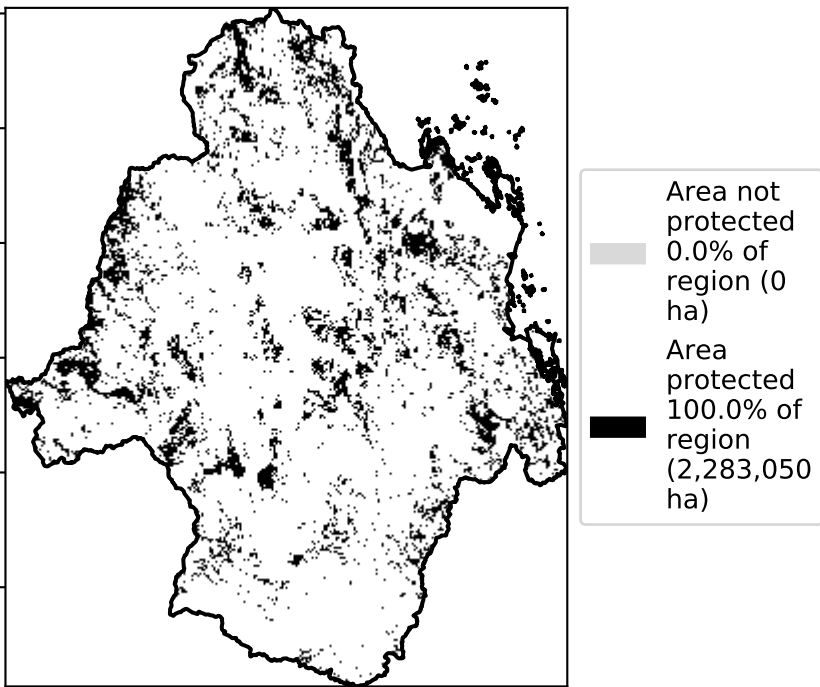 Area not
protected
0.0% of
region (0
ha)
Area
protected
100.0% of
region
(2,283,050
ha)